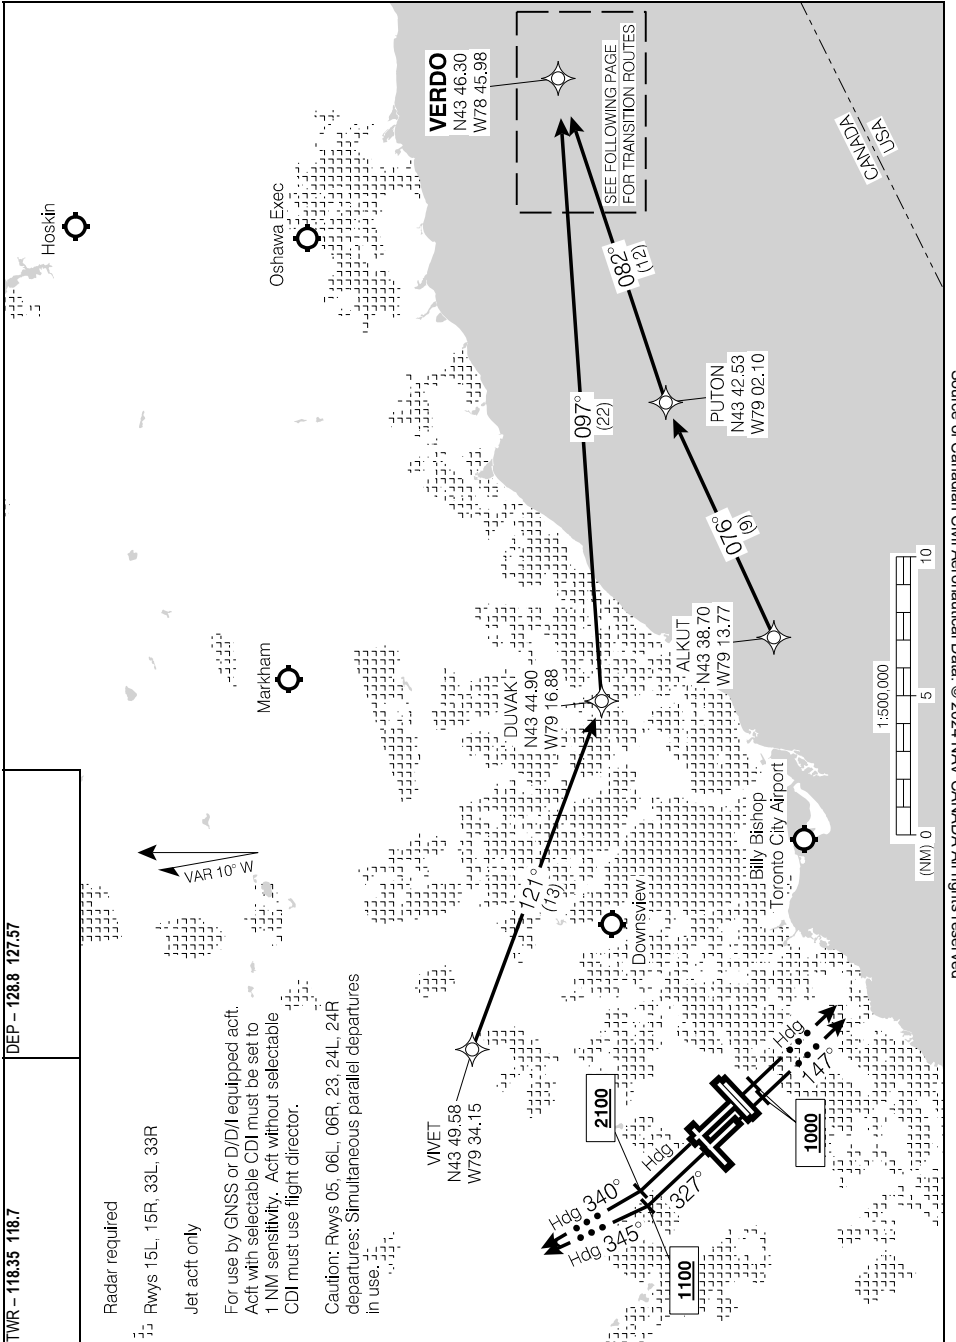 TWR – 118.35 118.7
DEP – 128.8 127.57
Radar required
Rwys 15L, 15R, 33L, 33R
Jet acft only
For use by GNSS or D/D/I equipped acft.
Acft with selectable CDI must be set to
1 NM sensitivity. Acft without selectable
CDI must use flight director.
Caution: Rwys 05, 06L, 06R, 23, 24L, 24R
departures: Simultaneous parallel departures
in use.
VAR 10° W
Hoskin
Oshawa Exec
Markham
Downsview
Billy Bishop
Toronto City Airport
VERDO
N43 46.30
W78 45.98
SEE FOLLOWING PAGE
FOR TRANSITION ROUTES
CANADA
USA
082°
(12)
097°
(22)
PUTON
N43 42.53
W79 02.10
076°
(9)
ALKUT
N43 38.70
W79 13.77
DUVAK
N43 44.90
W79 16.88
121°
(13)
VIVET
N43 49.58
W79 34.15
2100
1100
1000
Hdg 340°
Hdg 345°
Hdg
327°
Hdg
147°
1:500,000
(NM) 0
5
10
Source of Canadian Civil Aeronautical Data: © 2024 NAV CANADA All rights reserved